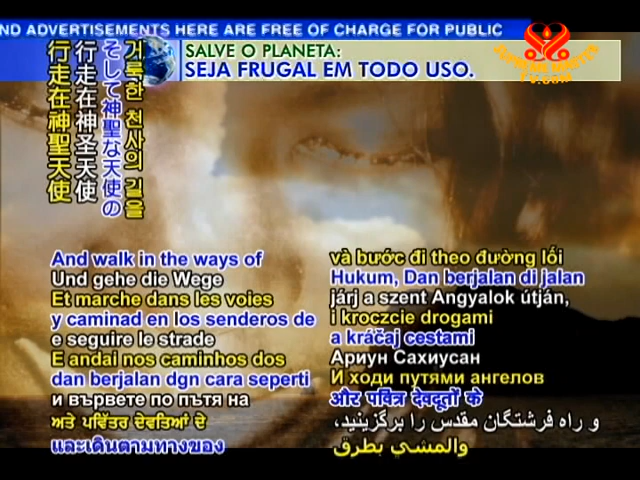 ND ADVERTISEMENTS HERE ARE FREE OF CHARGE FOR PUBLIC
SUPREME MASTER
TV.COM
SALVE O PLANETA:
SEJA FRUGAL EM TODO USO.
거룩한 천사의 길을
そして神聖な天使の
行走在神圣天使
行走在神聖天使
And walk in the ways of
Und gehe die Wege
Et marche dans les voies
y caminad en los senderos de
e seguire le strade
E andai nos caminhos dos
dan berjalan dgn cara seperti
и вървете по пътя на
ਅਤੇ ਪਵਿੱਤਰ ਦੇਵਤਿਆਂ ਦੇ
และเดินตามทางของ
và bước đi theo đường lối
Hukum, Dan berjalan di jalan
járj a szent Angyalok útján,
i kroczcie drogami
a kráčaj cestami
Ариун Сахиусан
И ходи путями ангелов
और पवित्र देवदूतों के
و راه فرشتگان مقدس را برگزینید،
والمشي بطرق